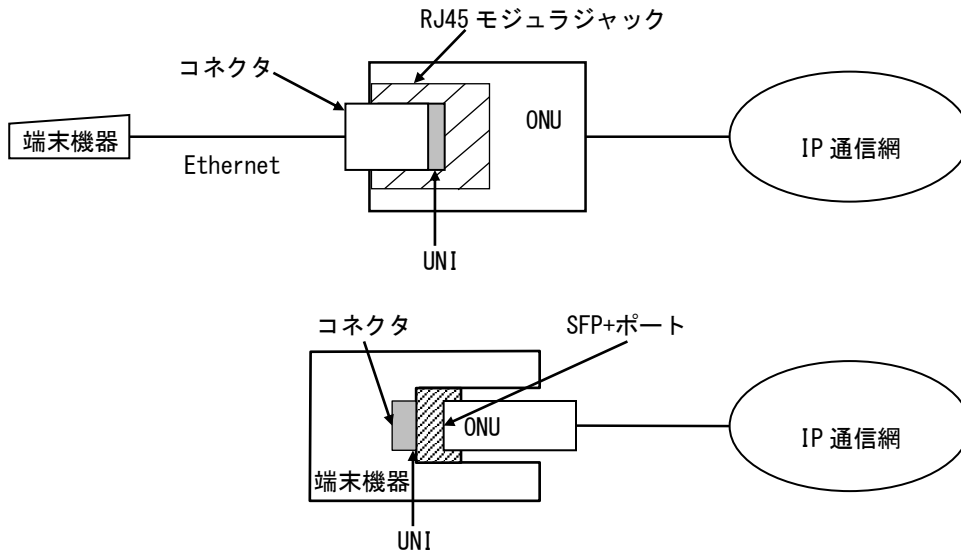 RJ45 モジュラジャック
コネクタ
端末機器
Ethernet
ONU
IP 通信網
UNI
コネクタ
SFP+ポート
ONU
IP 通信網
端末機器
UNI